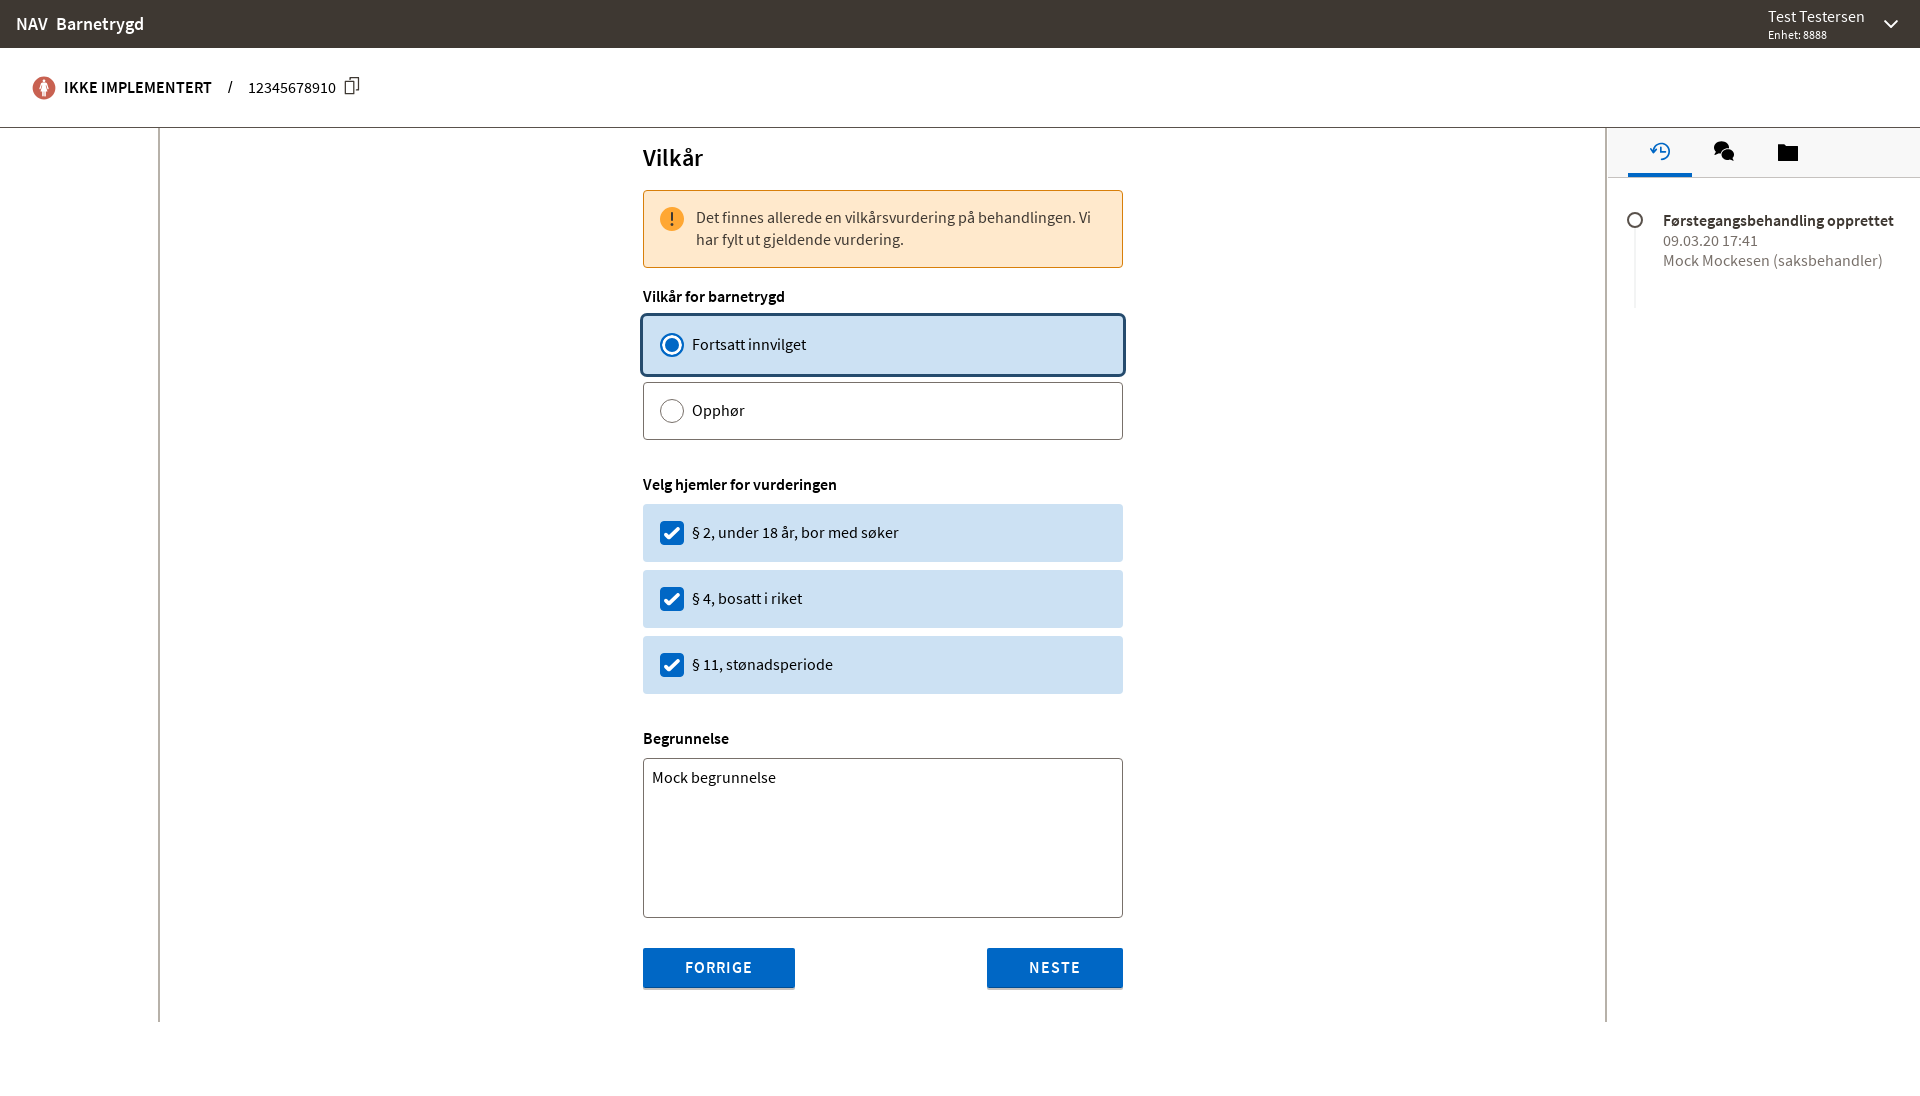 NAV Barnetrygd
Test Testersen
Enhet: 8888
IKKE IMPLEMENTERT / 12345678910
Vilkår
Det finnes allerede en vilkårsvurdering på behandlingen. Vi
har fylt ut gjeldende vurdering.
Vilkår for barnetrygd
Fortsatt innvilget
Opphør
Velg hjemler for vurderingen
§ 2, under 18 år, bor med søker
§ 4, bosatt i riket
§ 11, stønadsperiode
Begrunnelse
Mock begrunnelse
FORRIGE
NESTE
Førstegangsbehandling opprettet
09.03.20 17:41
Mock Mockesen (saksbehandler)